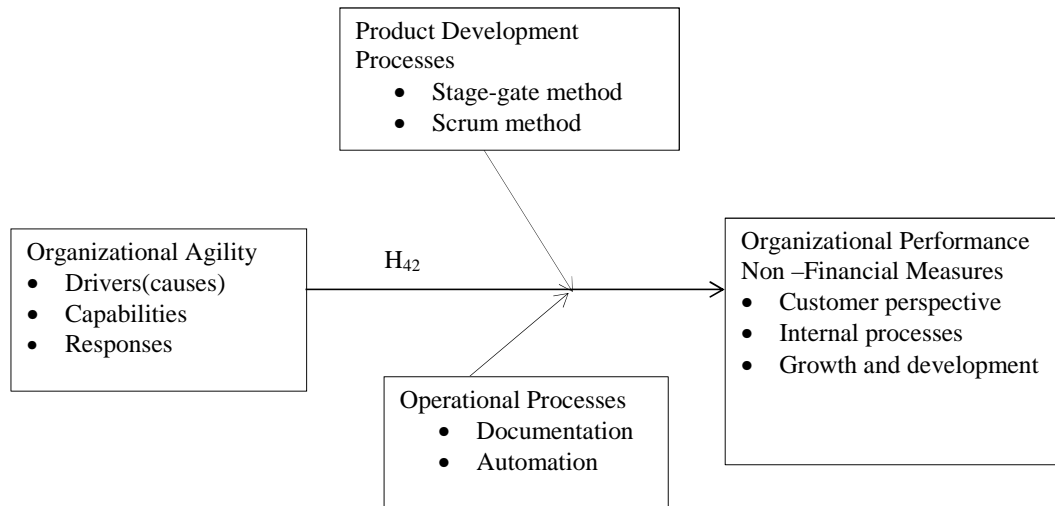 Product Development
Processes
• Stage-gate method
• Scrum method
Organizational Agility
• Drivers(causes)
• Capabilities
• Responses
H₄₂
Organizational Performance
Non –Financial Measures
• Customer perspective
• Internal processes
• Growth and development
Operational Processes
• Documentation
• Automation